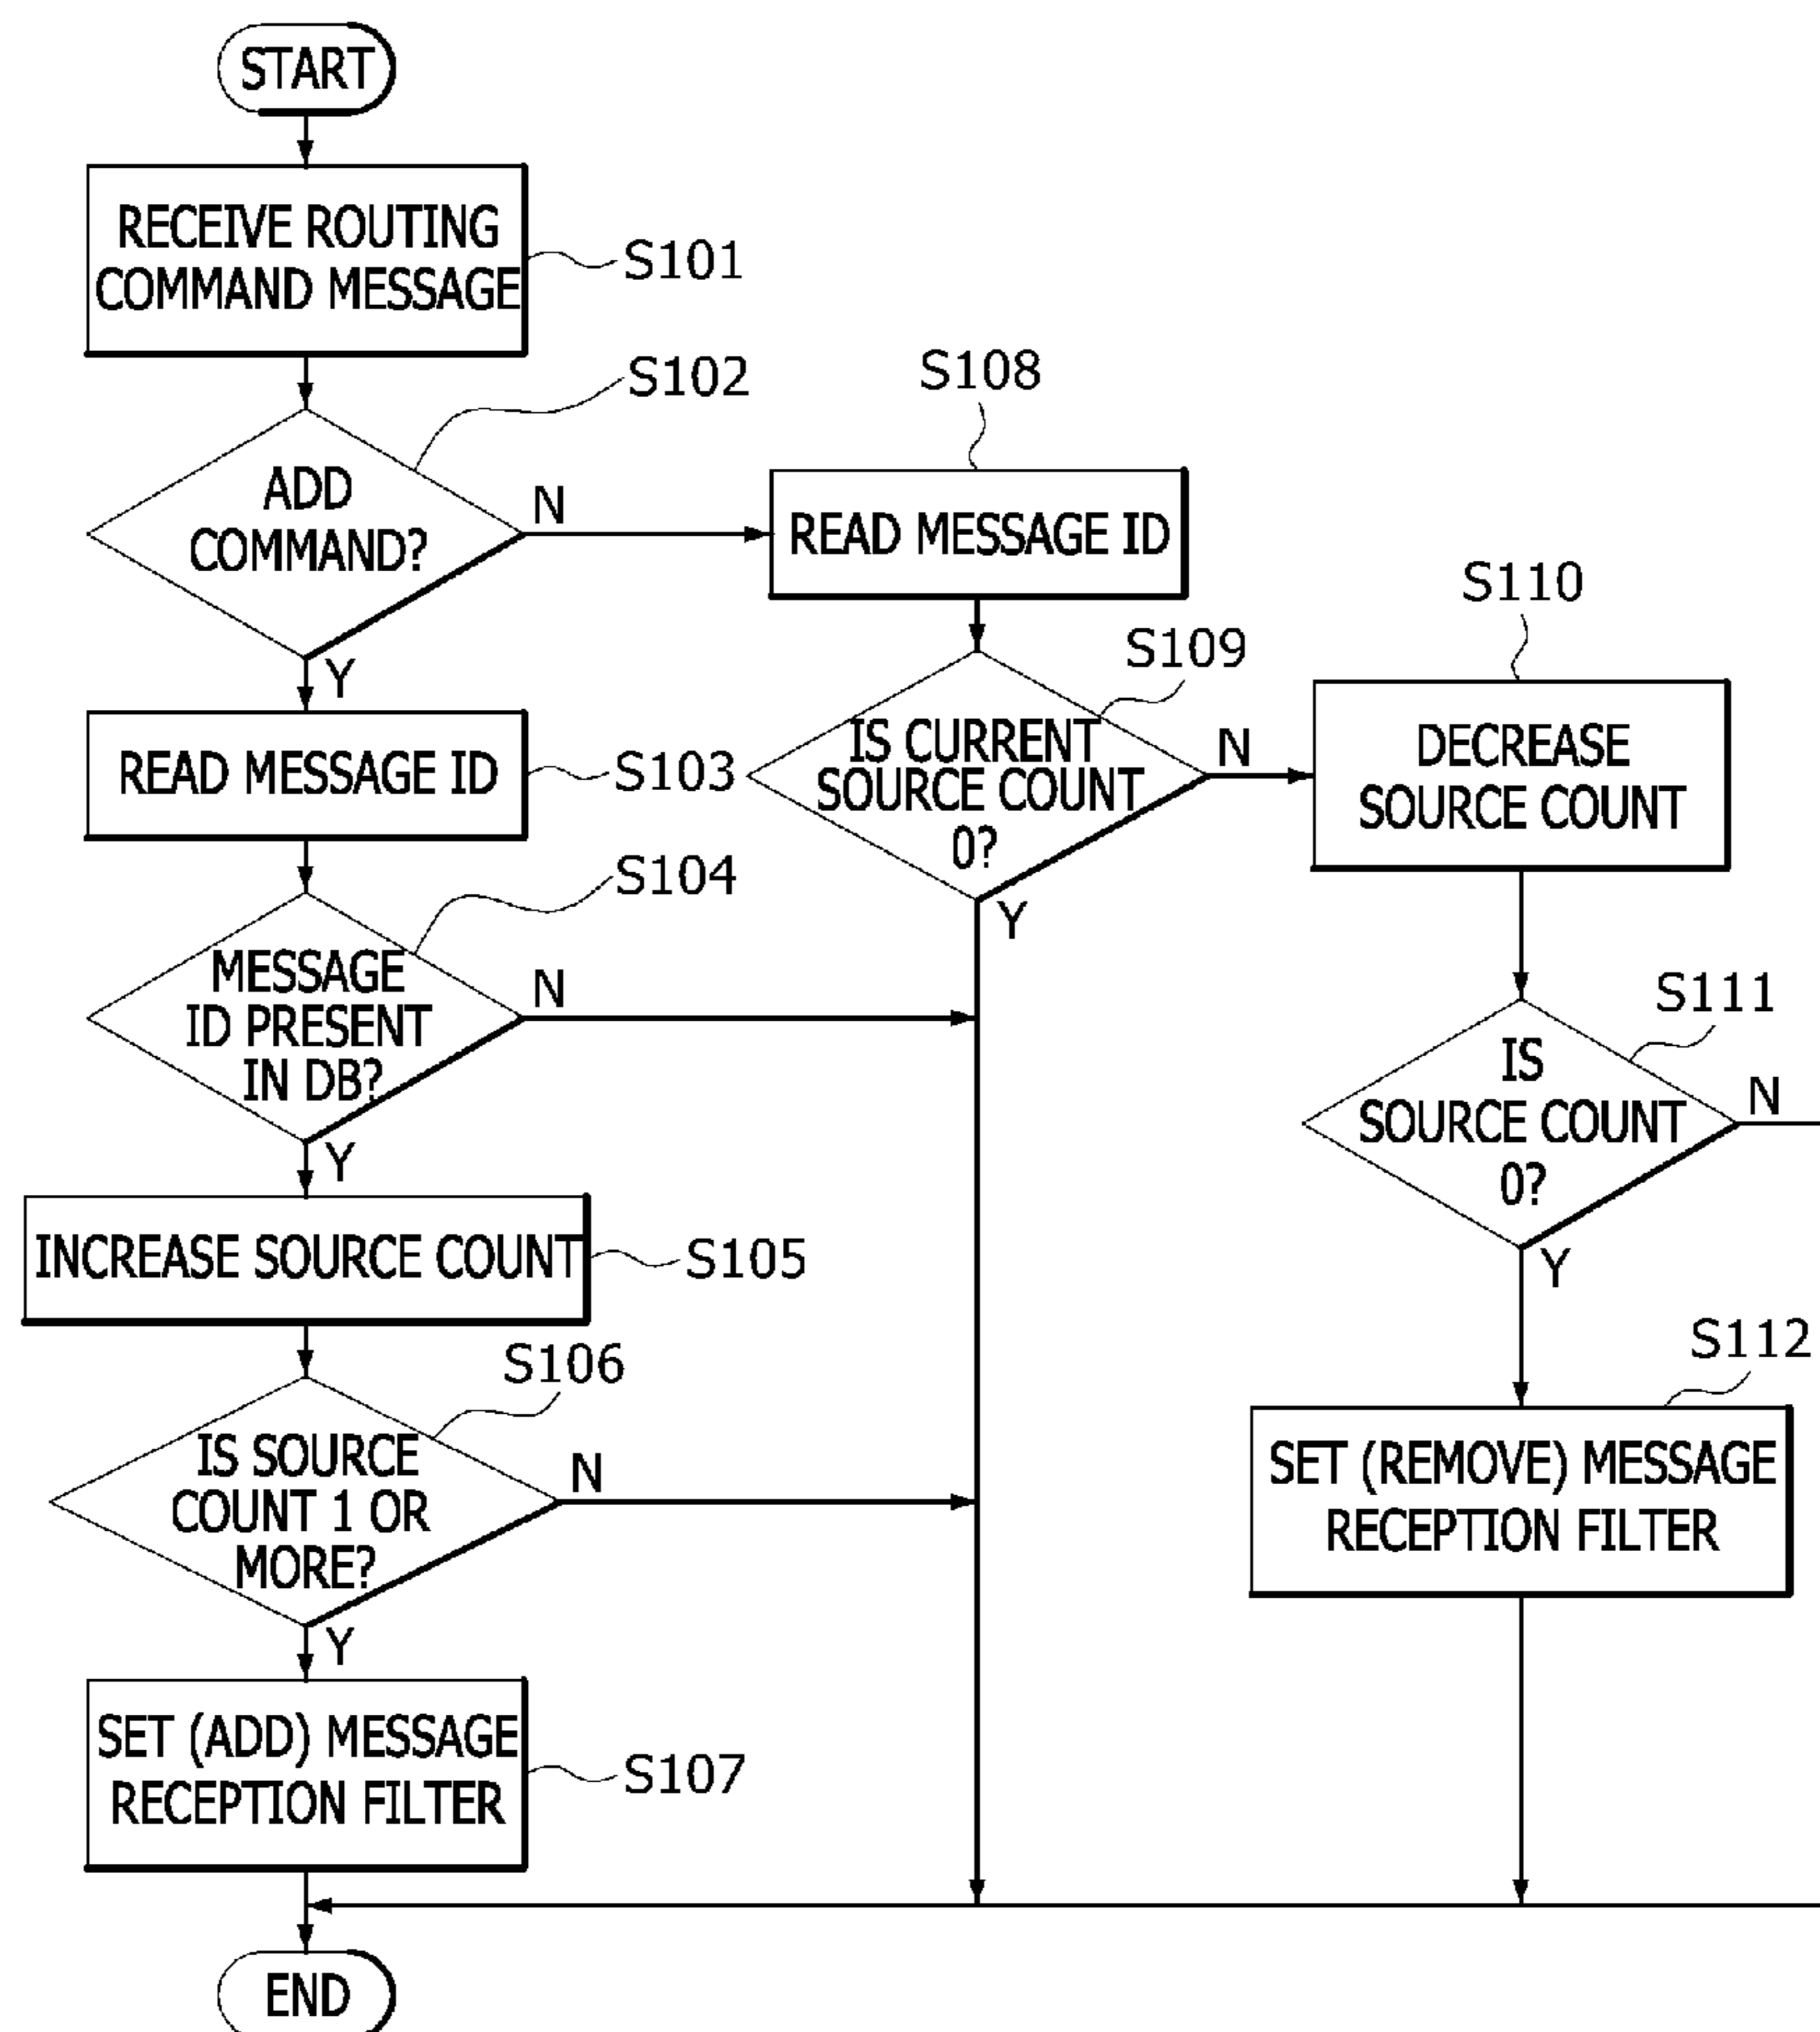 START
RECEIVE ROUTING
COMMAND MESSAGE
S101
S102
ADD
COMMAND?
N
Y
READ MESSAGE ID
S103
S104
MESSAGE
ID PRESENT
IN DB?
N
Y
INCREASE SOURCE COUNT
S105
S106
IS SOURCE
COUNT 1 OR
MORE?
N
Y
SET (ADD) MESSAGE
RECEPTION FILTER
S107
END
S108
READ MESSAGE ID
S109
IS CURRENT
SOURCE COUNT
0?
N
Y
S110
DECREASE
SOURCE COUNT
S111
IS
SOURCE COUNT
0?
N
Y
S112
SET (REMOVE) MESSAGE
RECEPTION FILTER